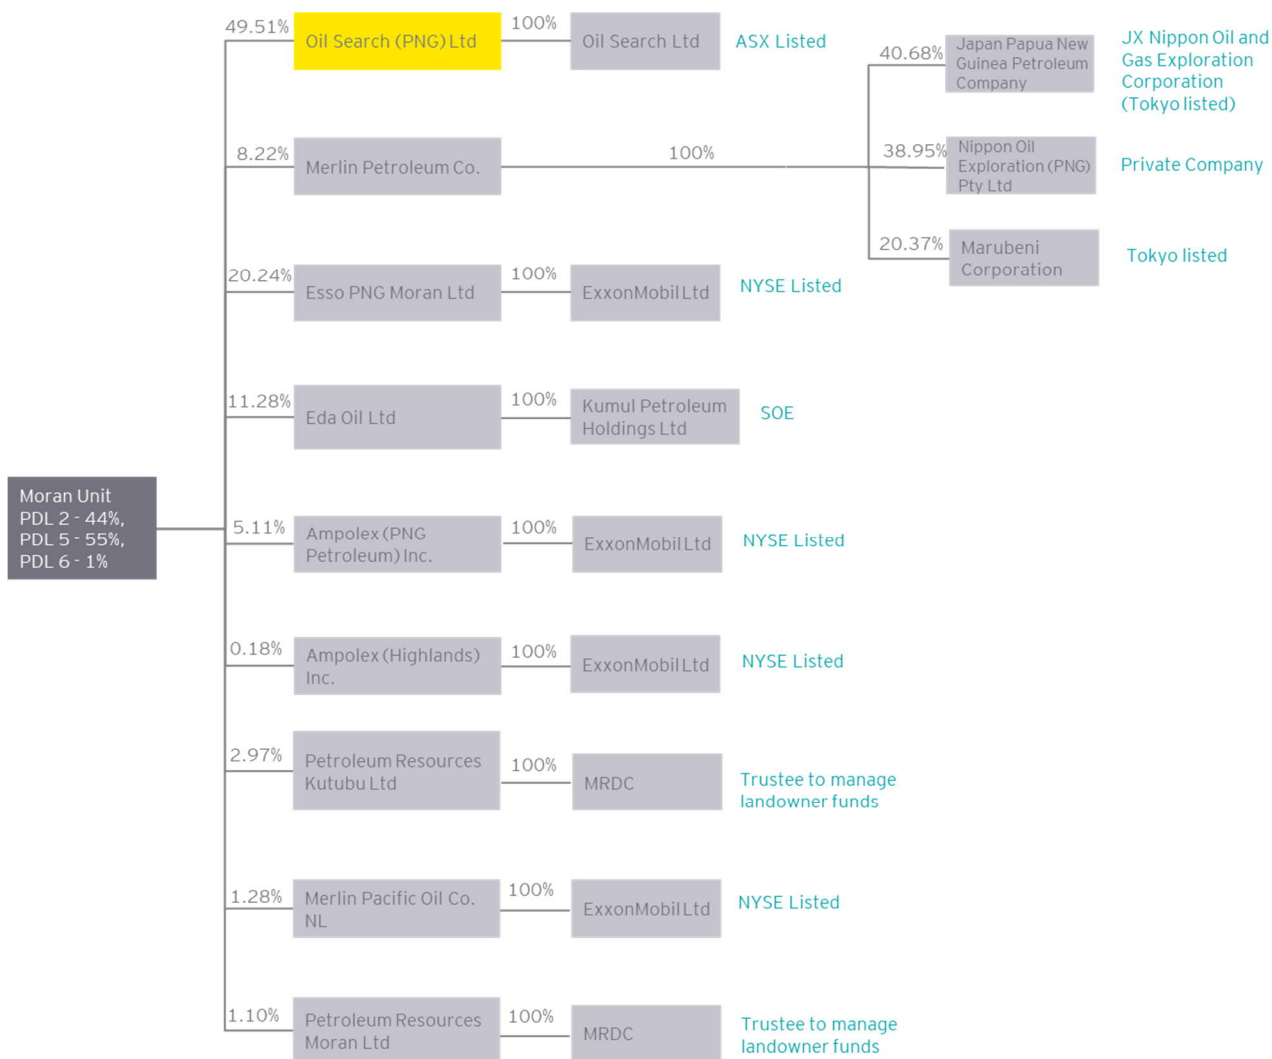 49.51%
Oil Search (PNG) Ltd
100%
Oil Search Ltd
ASX Listed
40.68%
Japan Papua New
Guinea Petroleum
Company
JX Nippon Oil and
Gas Exploration
Corporation
(Tokyo listed)
8.22%
Merlin Petroleum Co.
100%
38.95%
Nippon Oil
Exploration (PNG)
Pty Ltd
Private Company
20.37%
Marubeni
Corporation
Tokyo listed
20.24%
Esso PNG Moran Ltd
100%
ExxonMobil Ltd
NYSE Listed
11.28%
Eda Oil Ltd
100%
Kumul Petroleum
Holdings Ltd
SOE
Moran Unit
PDL 2 - 44%,
PDL 5 - 55%,
PDL 6 - 1%
5.11%
Ampolex (PNG
Petroleum) Inc.
100%
ExxonMobil Ltd
NYSE Listed
0.18%
Ampolex (Highlands)
Inc.
100%
ExxonMobil Ltd
NYSE Listed
2.97%
Petroleum Resources
Kutubu Ltd
100%
MRDC
Trustee to manage
landowner funds
1.28%
Merlin Pacific Oil Co.
NL
100%
ExxonMobil Ltd
NYSE Listed
1.10%
Petroleum Resources
Moran Ltd
100%
MRDC
Trustee to manage
landowner funds